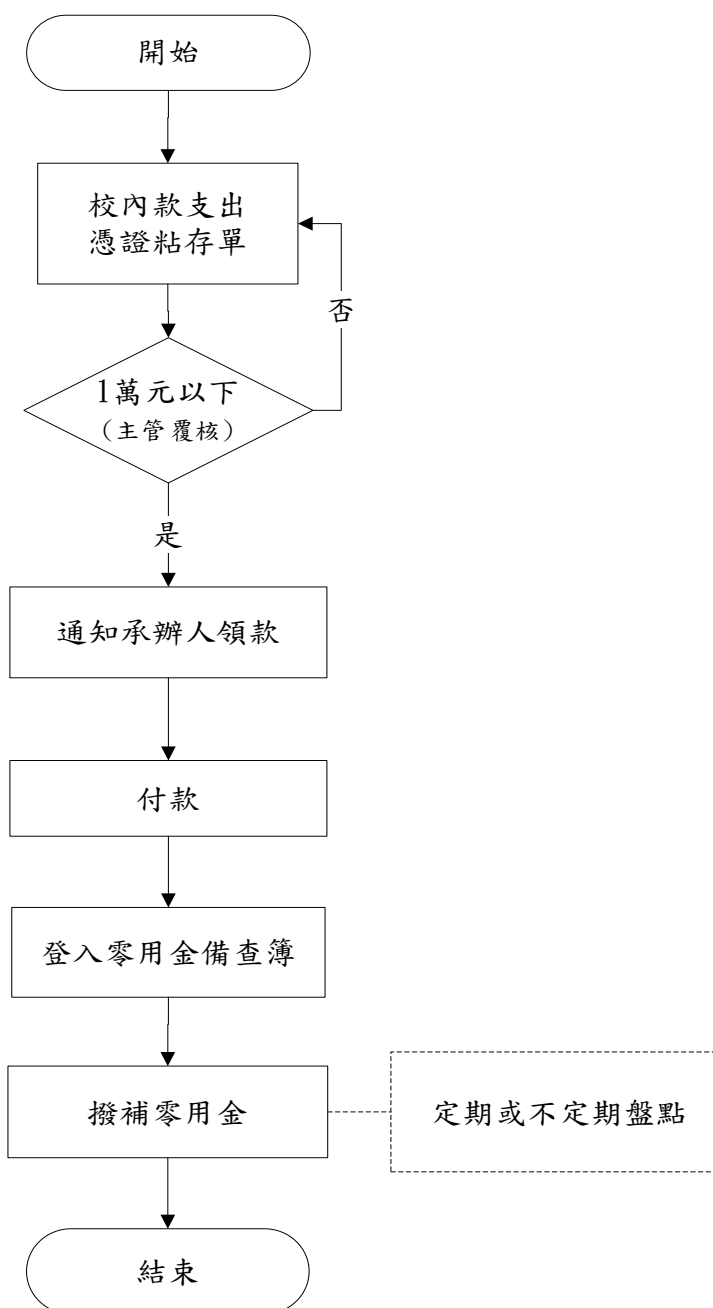 開始
校內款支出
憑證粘存單
否
1萬元以下
（主管覆核）
是
通知承辦人領款
付款
登入零用金備查簿
撥補零用金
定期或不定期盤點
結束